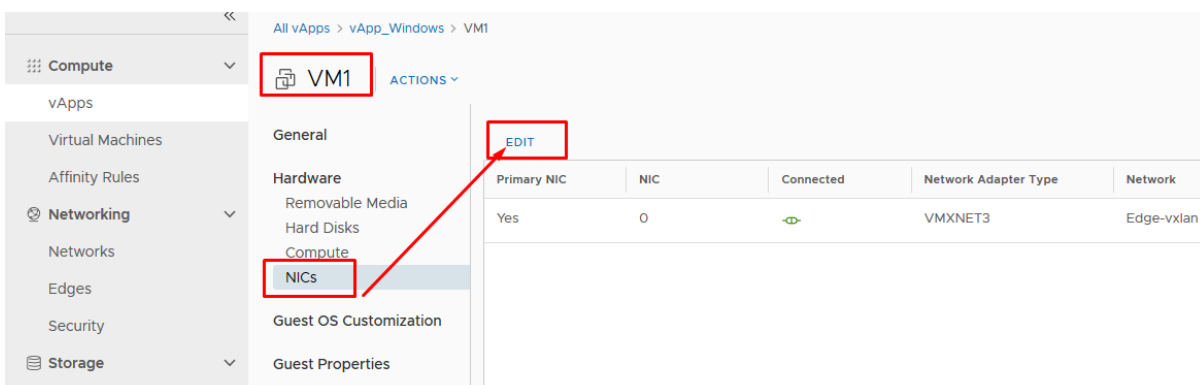 All vApps > vApp_Windows > VM1
Compute
vApps
Virtual Machines
Affinity Rules
Networking
Networks
Edges
Security
Storage
VM1
ACTIONS
General
Hardware
Removable Media
Hard Disks
Compute
NICs
Guest OS Customization
Guest Properties
EDIT
Primary NIC NIC Connected Network Adapter Type Network
Yes 0 VMXNET3 Edge-vxlan